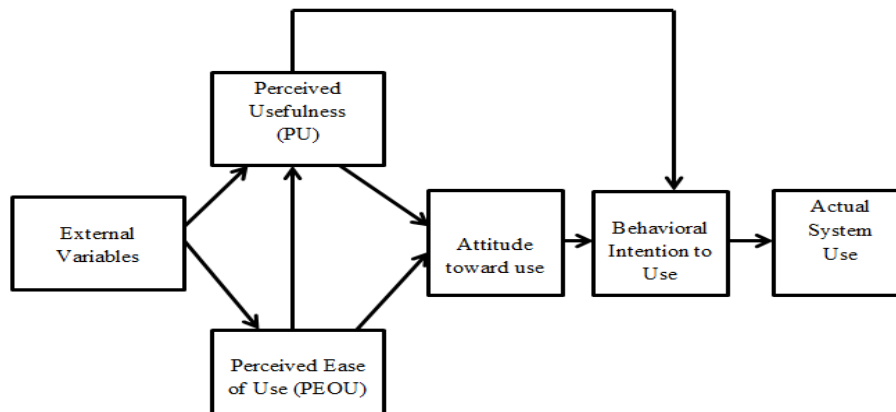 Perceived
Usefulness
(PU)
External
Variables
Attitude
toward use
Behavioral
Intention to
Use
Actual
System
Use
Perceived Ease
of Use (PEOU)